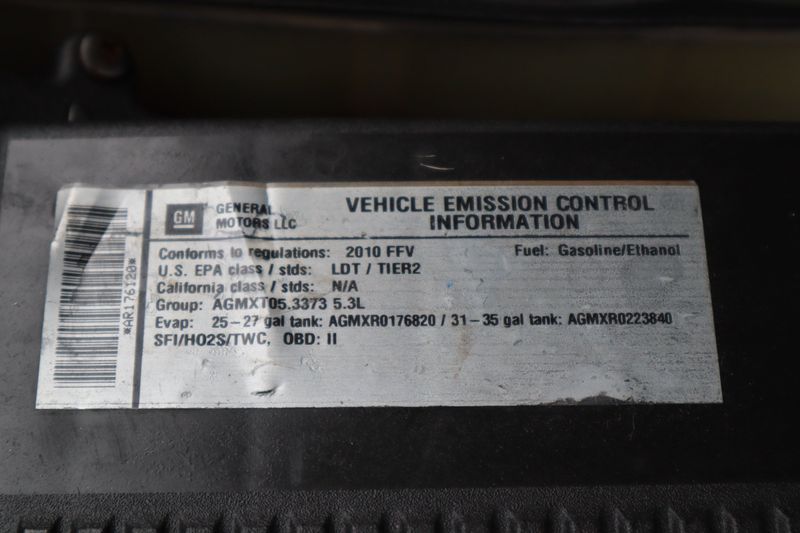 *AR176120*
GM
GENERAL
MOTORS LLC
VEHICLE EMISSION CONTROL
INFORMATION
Conforms to regulations: 2010 FFV Fuel: Gasoline/Ethanol
U.S. EPA class / stds: LDT / TIER2
California class / stds: N/A
Group: AGMXT05.3373 5.3L
Evap: 25-27 gal tank: AGMXR0176820 / 31-35 gal tank: AGMXR0223840
SFI/HO2S/TWC, OBD: II